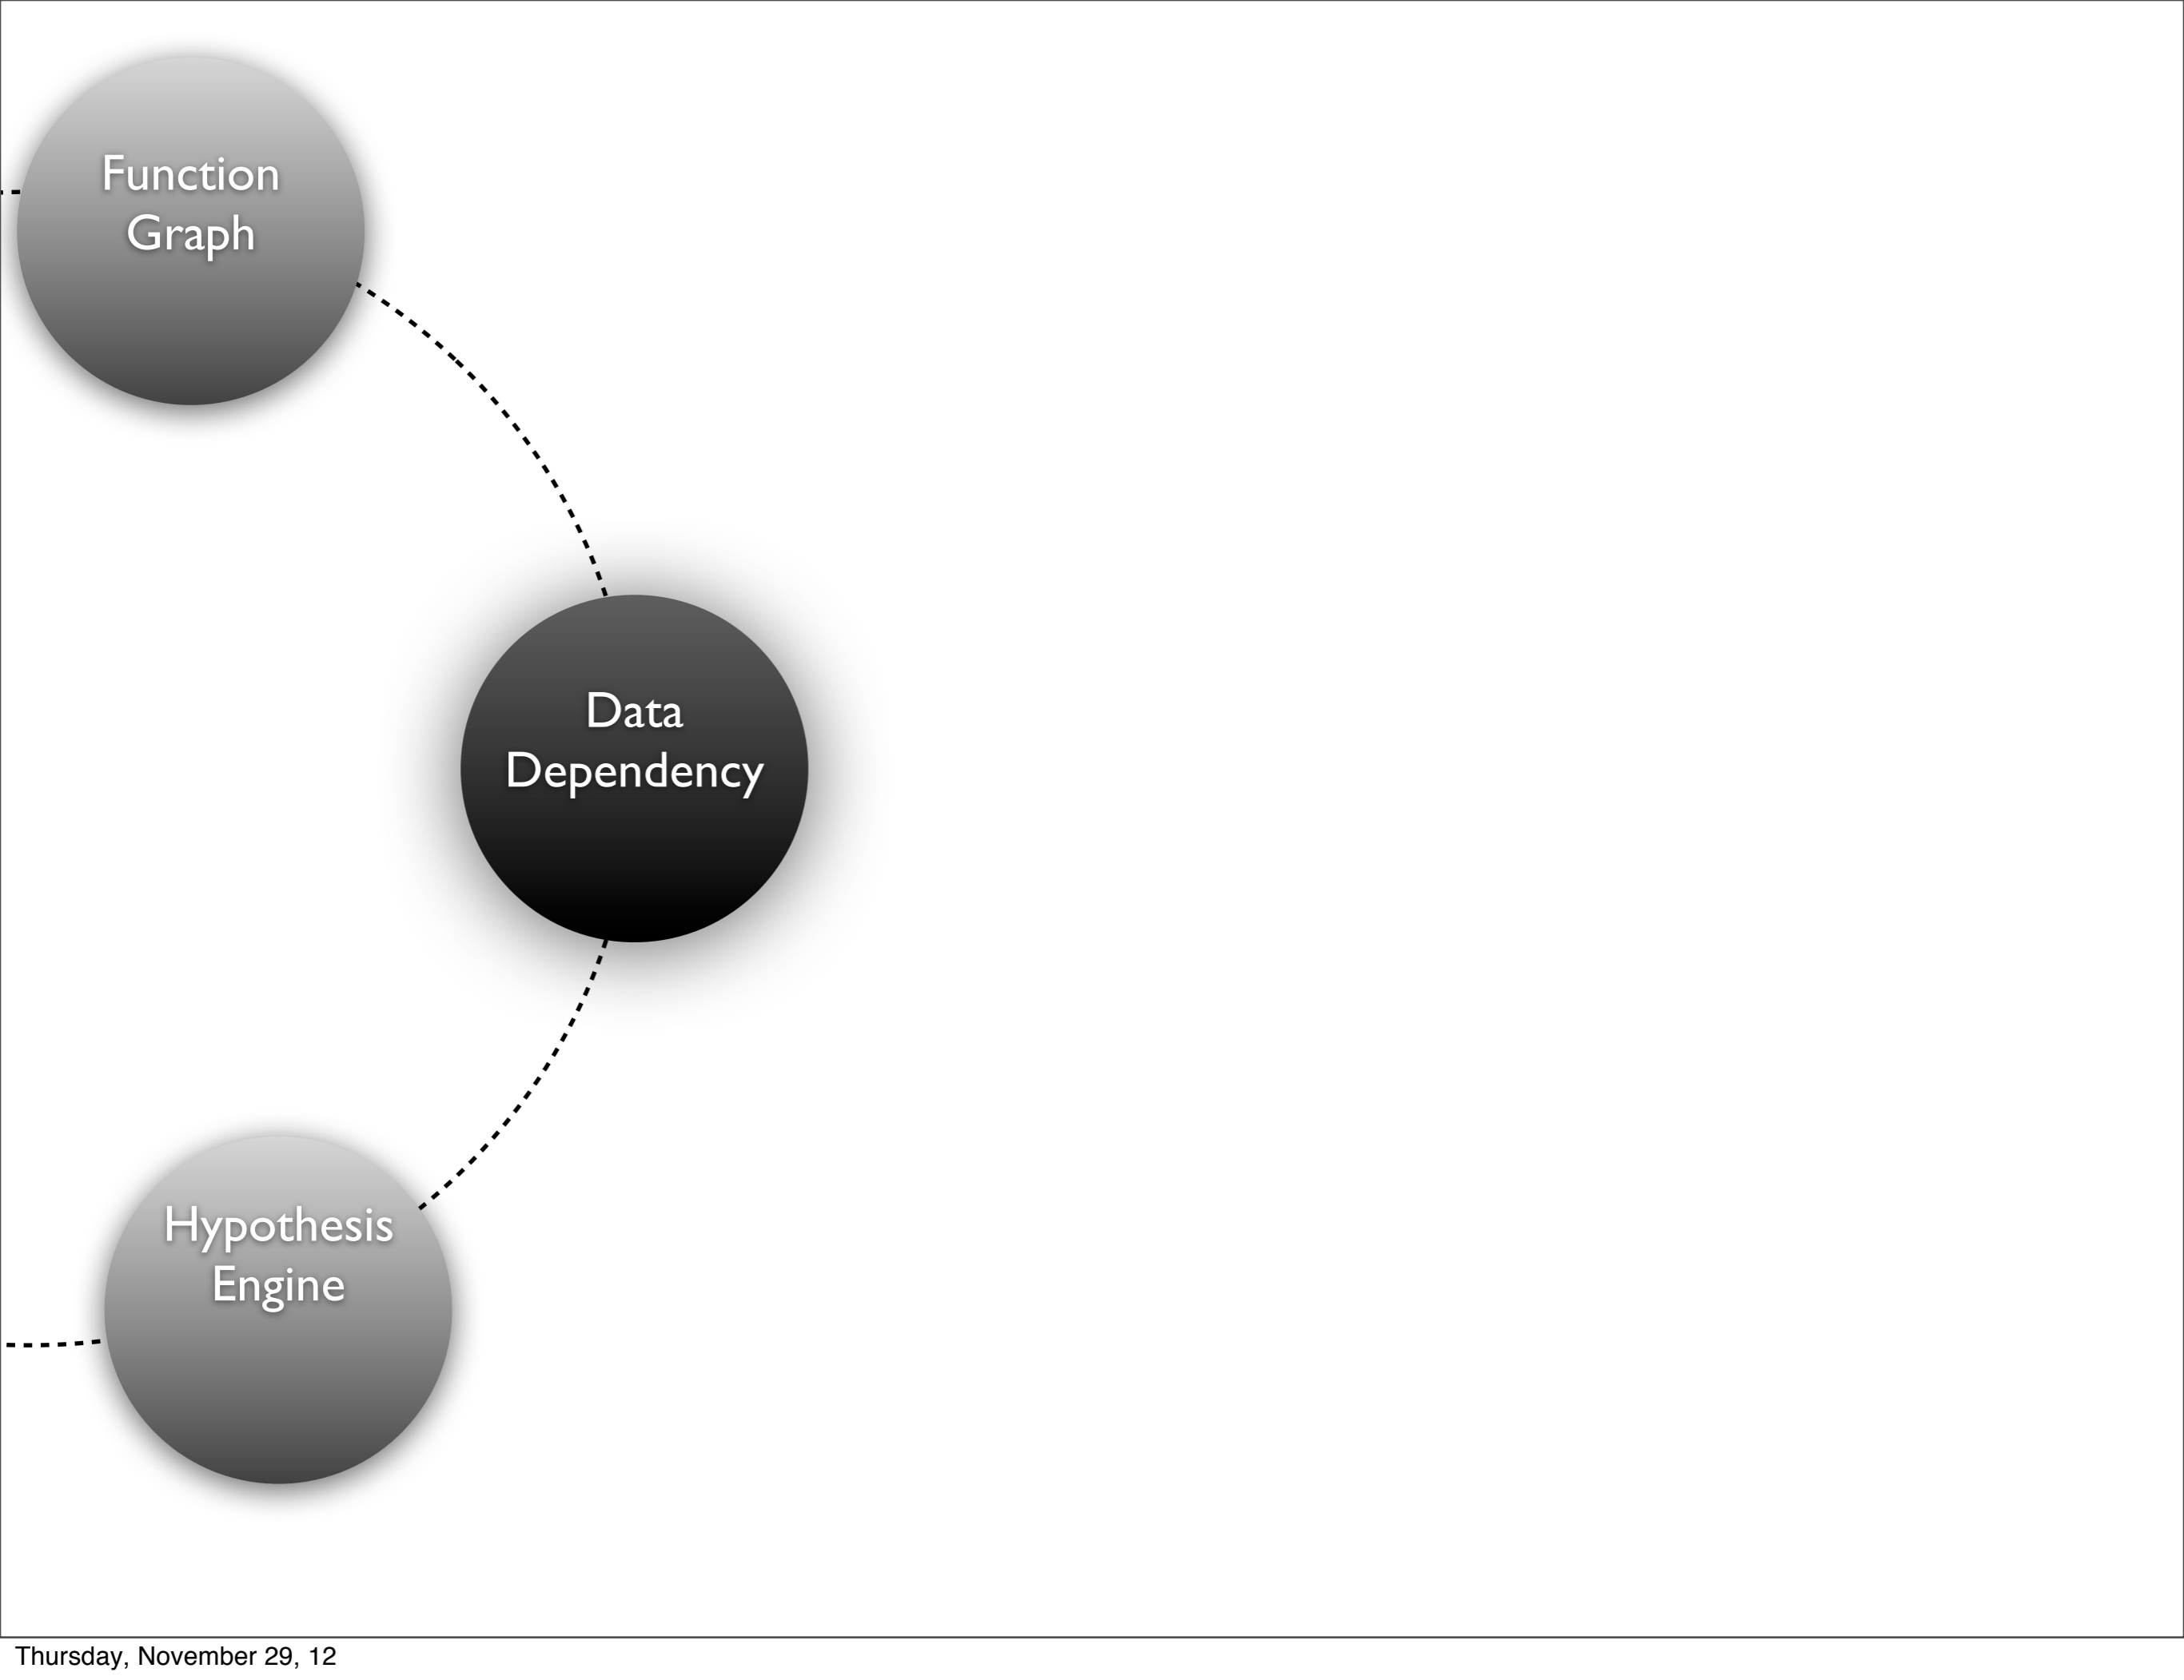 Function
Graph
Data
Dependency
Hypothesis
Engine
Thursday, November 29, 12